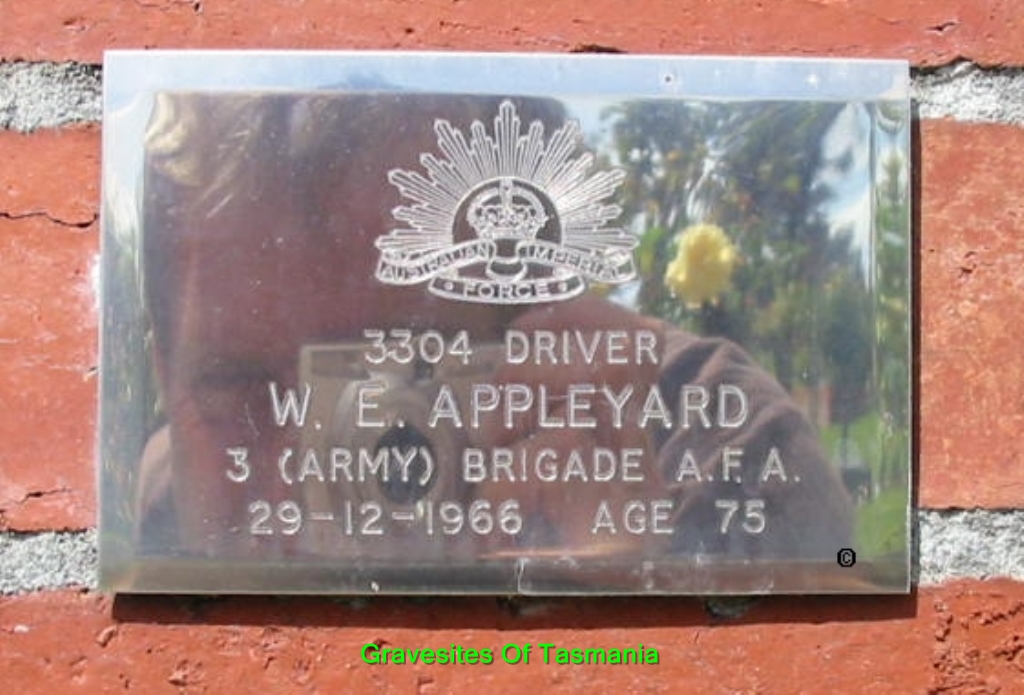 AUSTRALIAN IMPERIAL
• FORCE •
3304 DRIVER
W. E. APPLEYARD
3 (ARMY) BRIGADE A.F.A.
29-12-1966 AGE 75
©
Gravesites Of Tasmania